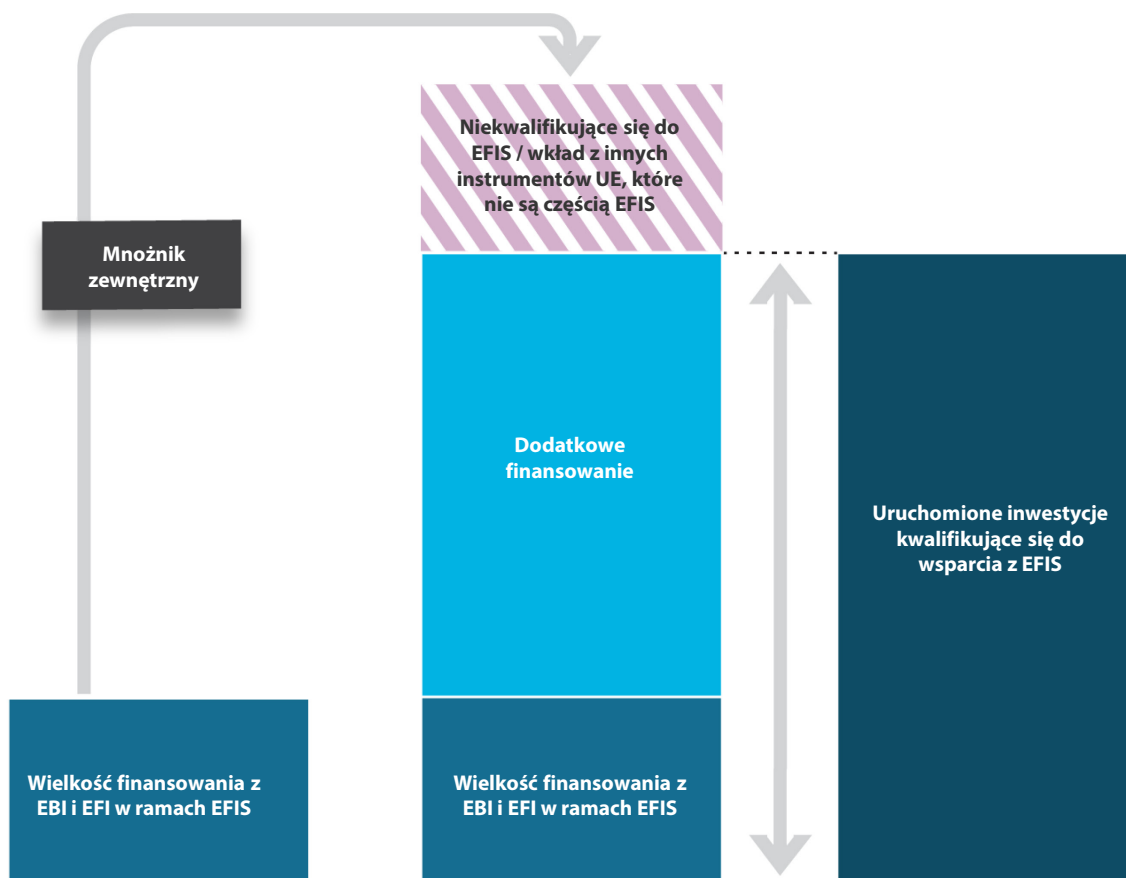 Niekwalifikujące się do
EFIS / wkład z innych
instrumentów UE, które
nie są częścią EFIS
Mnożnik
zewnętrzny
Dodatkowe
finansowanie
Uruchomione inwestycje
kwalifikujące się do
wsparcia z EFIS
Wielkość finansowania z
EBI i EFI w ramach EFIS
Wielkość finansowania z
EBI i EFI w ramach EFIS